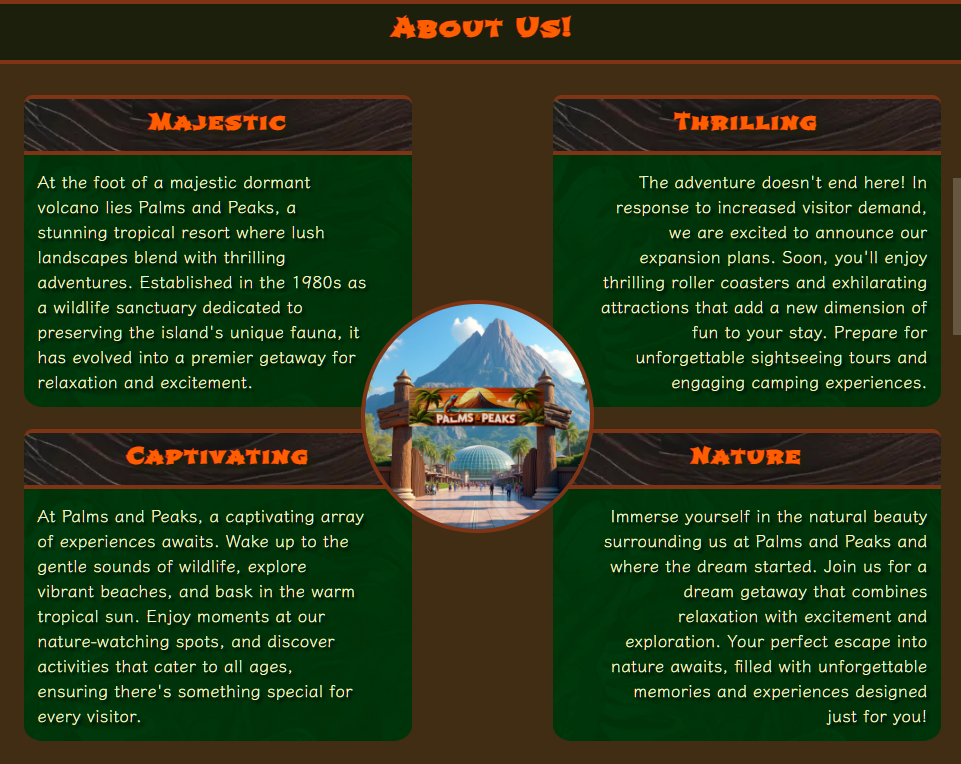 About Us!
Majestic
At the foot of a majestic dormant
volcano lies Palms and Peaks, a
stunning tropical resort where lush
landscapes blend with thrilling
adventures. Established in the 1980s as
a wildlife sanctuary dedicated to
preserving the island's unique fauna, it
has evolved into a premier getaway for
relaxation and excitement.
Thrilling
The adventure doesn't end here! In
response to increased visitor demand,
we are excited to announce our
expansion plans. Soon, you'll enjoy
thrilling roller coasters and exhilarating
attractions that add a new dimension of
fun to your stay. Prepare for
unforgettable sightseeing tours and
engaging camping experiences.
PALMS & PEAKS
Captivating
At Palms and Peaks, a captivating array
of experiences awaits. Wake up to the
gentle sounds of wildlife, explore
vibrant beaches, and bask in the warm
tropical sun. Enjoy moments at our
nature-watching spots, and discover
activities that cater to all ages,
ensuring there's something special for
every visitor.
Nature
Immerse yourself in the natural beauty
surrounding us at Palms and Peaks and
where the dream started. Join us for a
dream getaway that combines
relaxation with excitement and
exploration. Your perfect escape into
nature awaits, filled with unforgettable
memories and experiences designed
just for you!